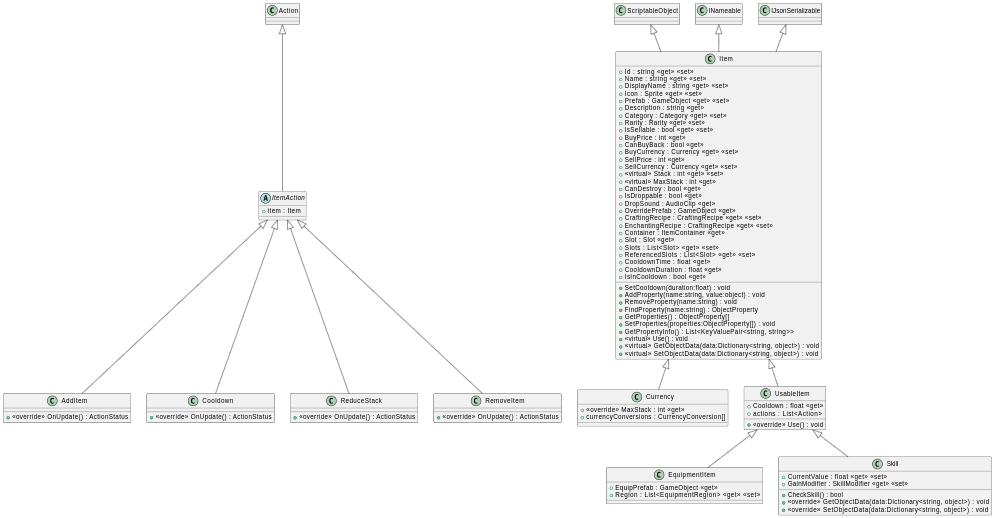 Action
ScriptableObject
INameable
IJsonSerializable
Item
Id : string «get» «set»
Name : string «get» «set»
DisplayName : string «get» «set»
Icon : Sprite «get» «set»
Prefab : GameObject «get» «set»
Description : string «get»
Category : Category «get» «set»
Rarity : Rarity «get» «set»
IsSellable : bool «get» «set»
BuyPrice : int «get»
CanBuyBack : bool «get»
BuyCurrency : Currency «get» «set»
SellPrice : int «get»
SellCurrency : Currency «get» «set»
«virtual» Stack : int «get» «set»
«virtual» MaxStack : int «get»
CanDestroy : bool «get»
IsDroppable : bool «get»
DropSound : AudioClip «get»
OverridePrefab : GameObject «get»
CraftingRecipe : CraftingRecipe «get» «set»
EnchantingRecipe : CraftingRecipe «get» «set»
Container : ItemContainer «get»
Slot : Slot «get»
Slots : List<Slot> «get» «set»
ReferencedSlots : List<Slot> «get» «set»
CooldownTime : float «get»
CooldownDuration : float «get»
IsInCooldown : bool «get»
SetCooldown(duration:float) : void
AddProperty(name:string, value:object) : void
RemoveProperty(name:string) : void
FindProperty(name:string) : ObjectProperty
GetProperties() : ObjectProperty[]
SetProperties(properties:ObjectProperty[]) : void
GetPropertyInfo() : List<KeyValuePair<string, string>>
«virtual» Use() : void
«virtual» GetObjectData(data:Dictionary<string, object>) : void
«virtual» SetObjectData(data:Dictionary<string, object>) : void
ItemAction
item : Item
AddItem
«override» OnUpdate() : ActionStatus
Cooldown
«override» OnUpdate() : ActionStatus
ReduceStack
«override» OnUpdate() : ActionStatus
RemoveItem
«override» OnUpdate() : ActionStatus
Currency
«override» MaxStack : int «get»
currencyConversions : CurrencyConversion[]
UsableItem
Cooldown : float «get»
actions : List<Action>
«override» Use() : void
EquipmentItem
EquipPrefab : GameObject «get»
Region : List<EquipmentRegion> «get» «set»
Skill
CurrentValue : float «get» «set»
GainModifier : SkillModifier «get» «set»
CheckSkill() : bool
«override» GetObjectData(data:Dictionary<string, object>) : void
«override» SetObjectData(data:Dictionary<string, object>) : void